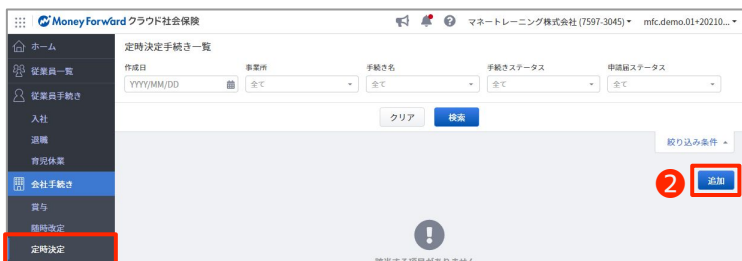 Money Forward クラウド社会保険
マネートレーニング株式会社 (7597-3045)
mfc.demo.01+20210...
ホーム
従業員一覧
従業員手続き
入社
退職
育児休業
会社手続き
賞与
随時改定
定時決定
定時決定手続き一覧
作成日
事業所
手続き名
手続きステータス
申請届ステータス
YYYY/MM/DD
全て
全て
全て
全て
クリア
検索
絞り込み条件
2
追加